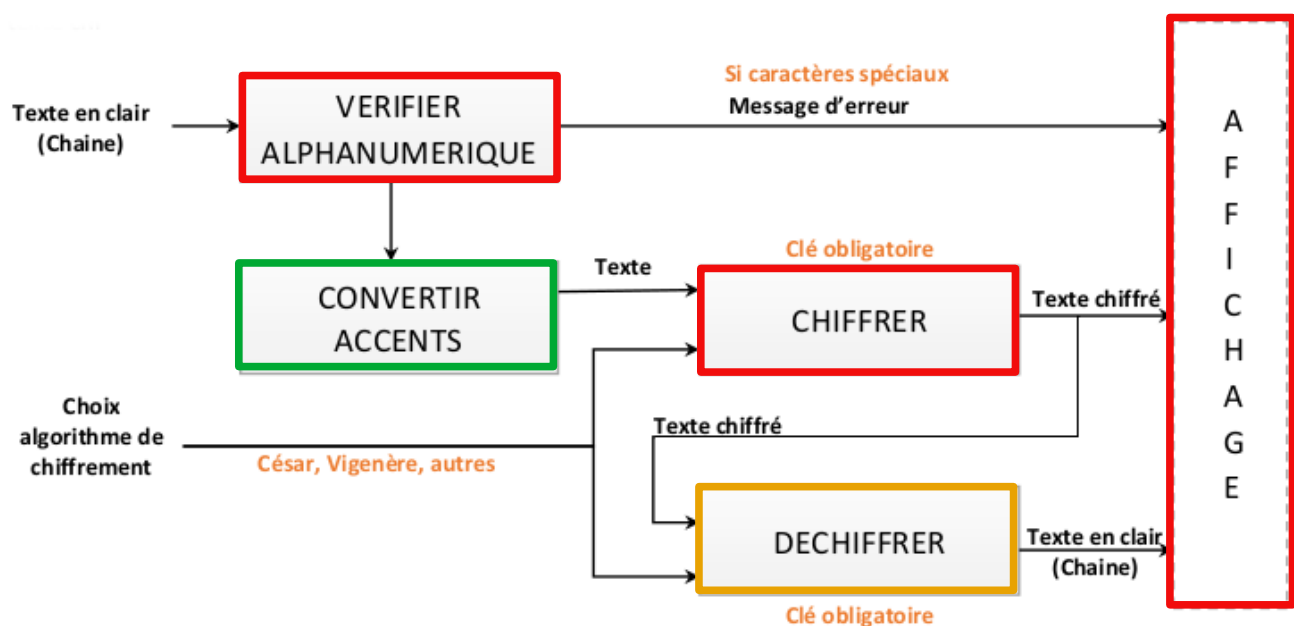 Texte en clair
(Chaine)
VERIFIER
ALPHANUMERIQUE
Si caractères spéciaux
Message d'erreur
CONVERTIR
ACCENTS
Texte
Clé obligatoire
CHIFFRER
Texte chiffré
Choix
algorithme de
chiffrement
César, Vigenère, autres
Texte chiffré
DECHIFFRER
Clé obligatoire
Texte en clair
(Chaine)
A
F
F
I
C
H
A
G
E